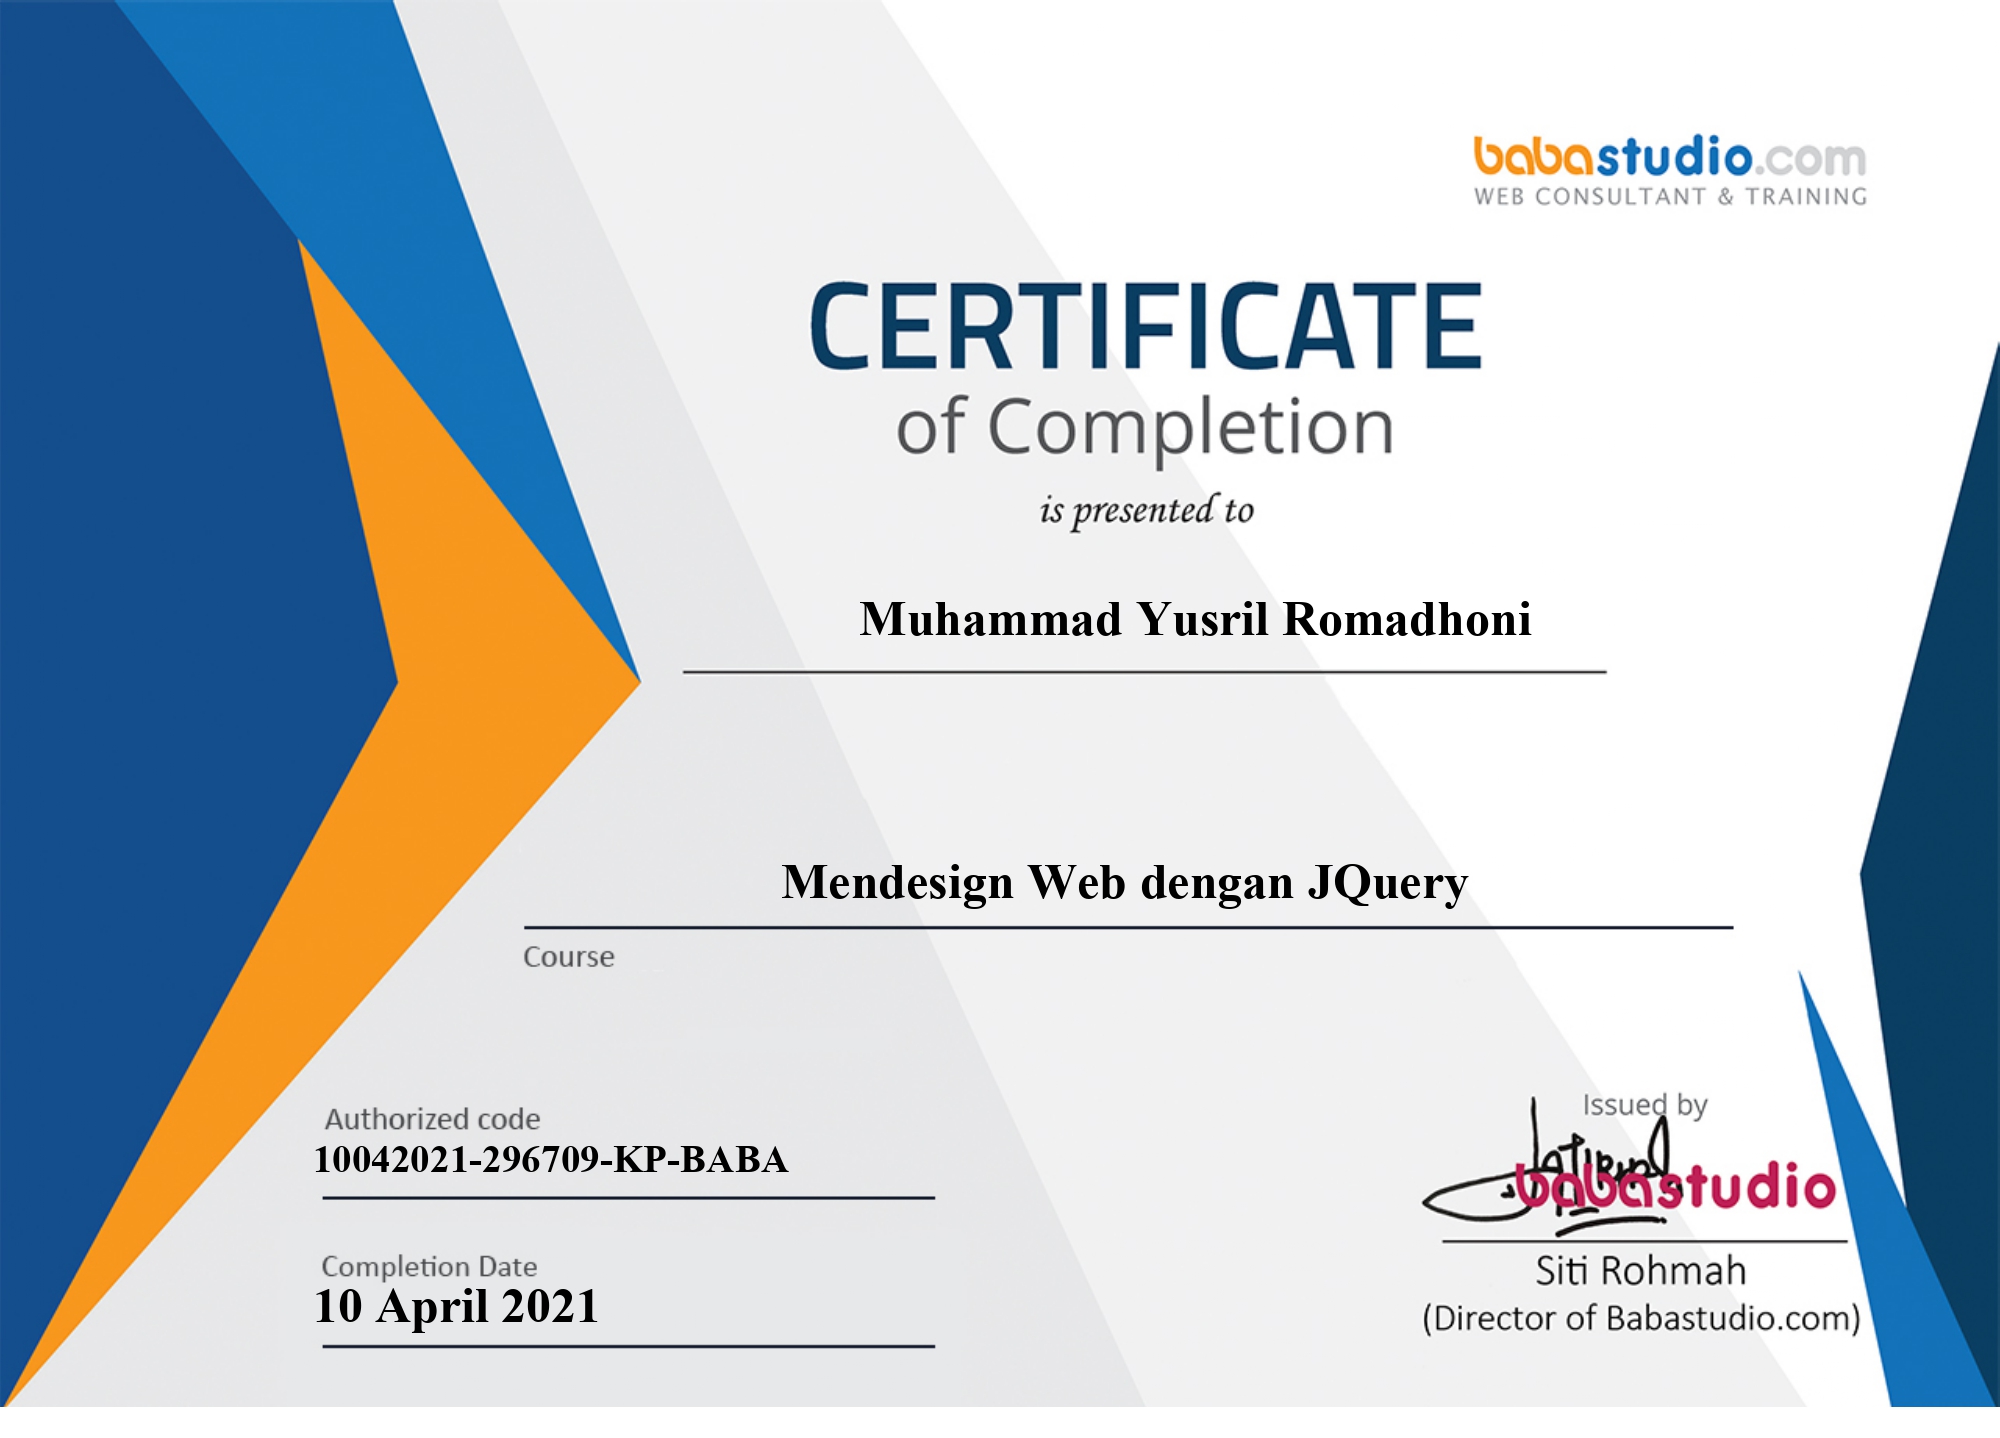 babastudio.com
WEB CONSULTANT & TRAINING
CERTIFICATE
of Completion
is presented to
Muhammad Yusril Romadhoni
Mendesign Web dengan JQuery
Course
Authorized code
10042021-296709-KP-BABA
Completion Date
10 April 2021
Issued by
babastudio
Siti Rohmah
(Director of Babastudio.com)